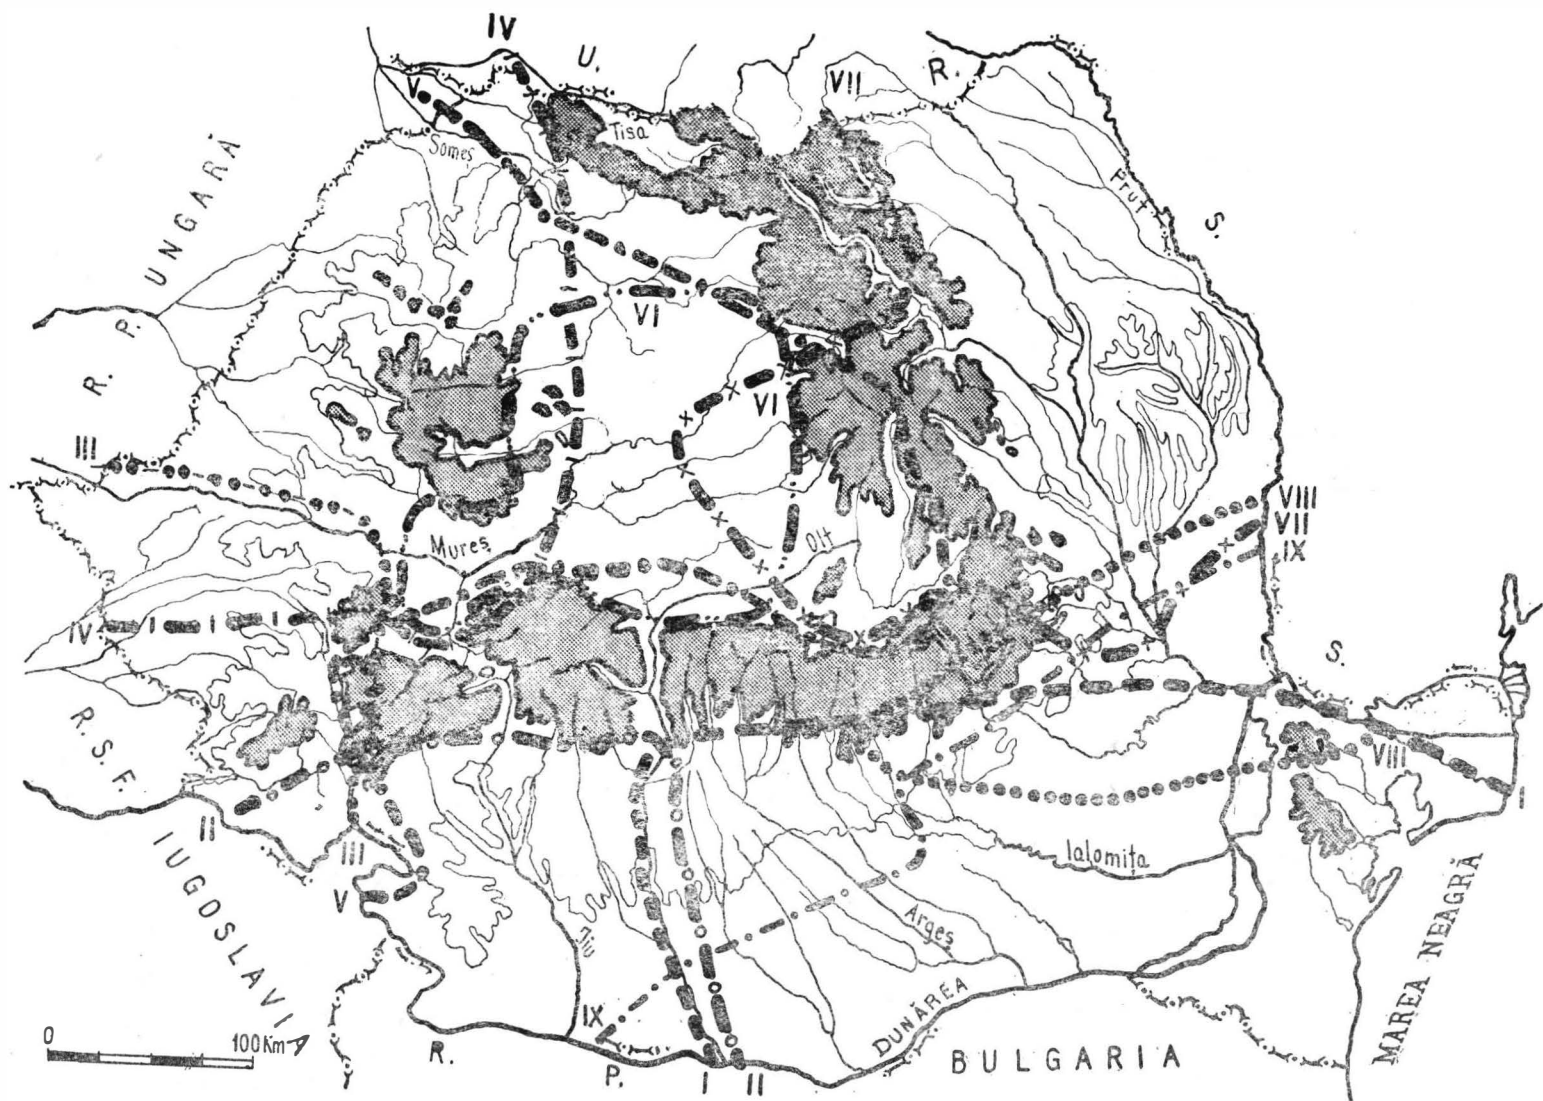 IV
U.
R.
VII
V
Tisa
Someș
UNGARĂ
Prut
S.
P.
VI
R.
VI
III
VIII
VII
IX
Mureș
Olt
IV
S.
R. S. F.
VIII
I
II
III
Ialomița
IUGOSLAVIA
V
Argeș
Jiu
MAREA NEAGRĂ
IX
DUNĂREA
0
100 Km
R.
P.
I
II
BULGARIA